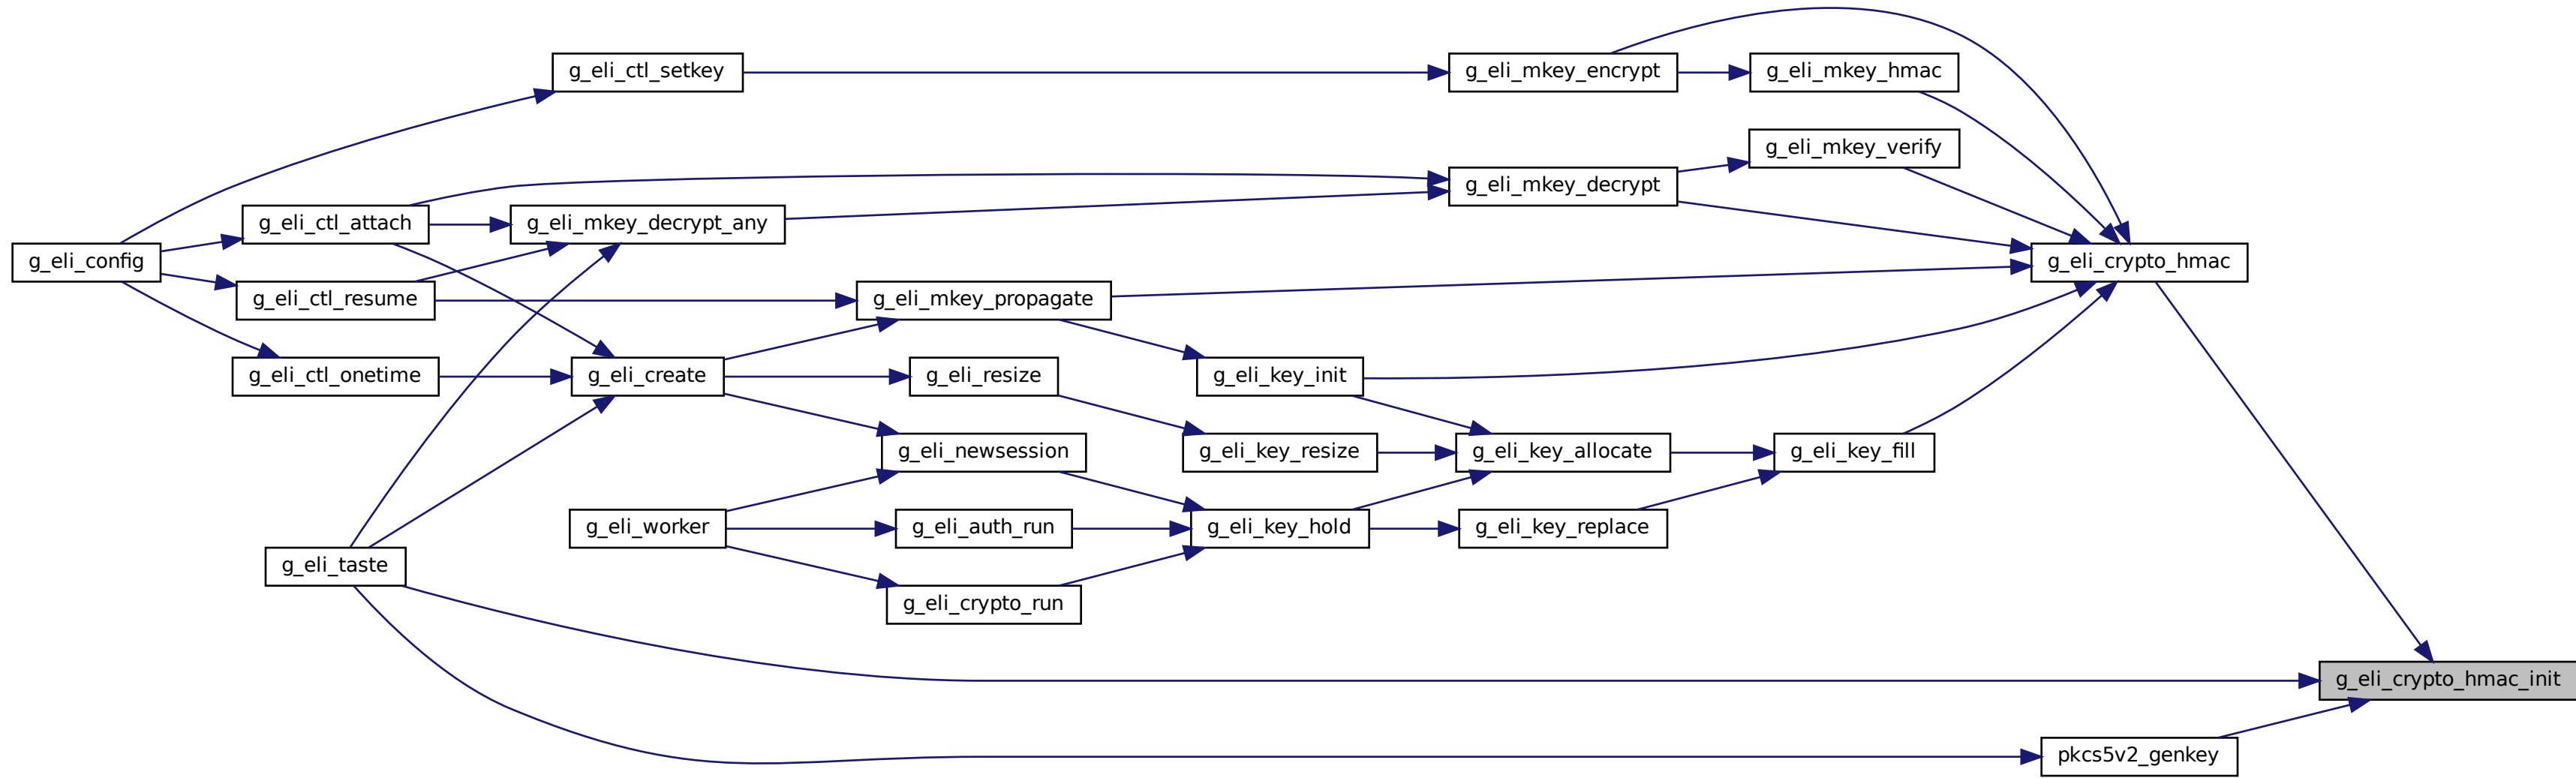 g_eli_ctl_setkey
g_eli_mkey_encrypt
g_eli_mkey_hmac
g_eli_mkey_verify
g_eli_mkey_decrypt
g_eli_ctl_attach
g_eli_mkey_decrypt_any
g_eli_config
g_eli_crypto_hmac
g_eli_ctl_resume
g_eli_mkey_propagate
g_eli_ctl_onetime
g_eli_create
g_eli_resize
g_eli_key_init
g_eli_newsession
g_eli_key_resize
g_eli_key_allocate
g_eli_key_fill
g_eli_worker
g_eli_auth_run
g_eli_key_hold
g_eli_key_replace
g_eli_taste
g_eli_crypto_run
g_eli_crypto_hmac_init
pkcs5v2_genkey